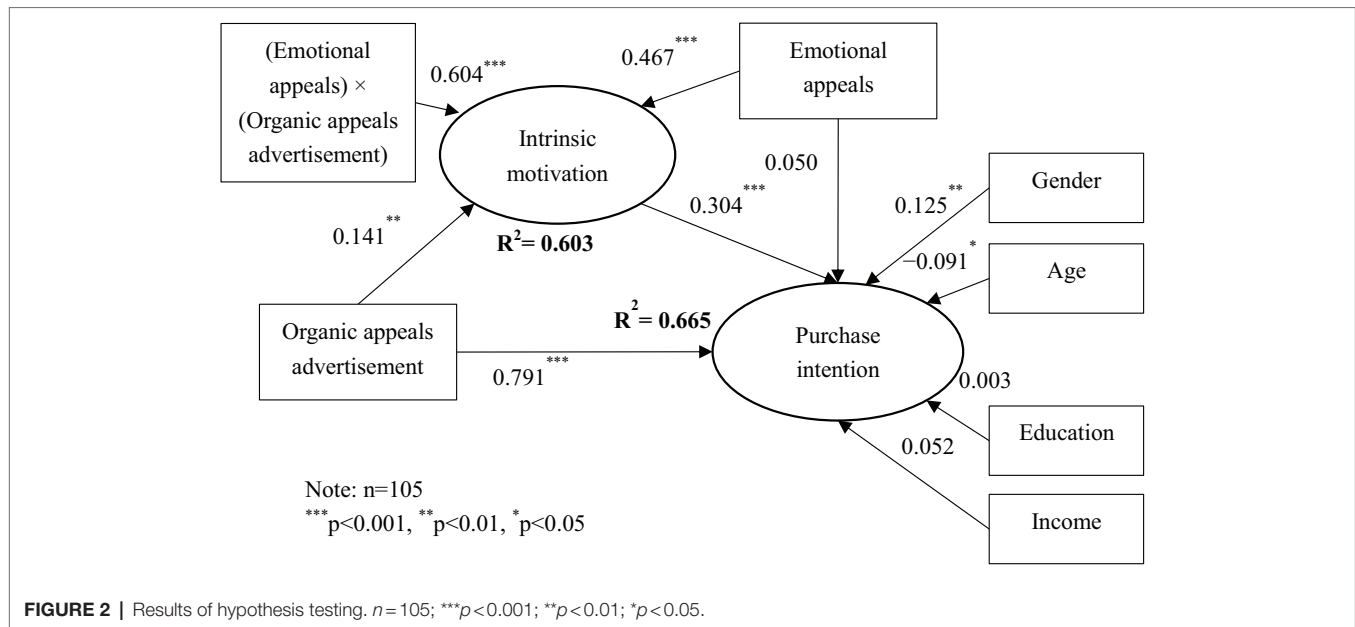 (Emotional
appeals) ×
(Organic appeals
advertisement)
0.604***
0.467***
Emotional
appeals
Intrinsic
motivation
0.050
Gender
0.304***
0.125**
0.141**
R²= 0.603
−0.091*
Age
Organic appeals
advertisement
R²= 0.665
Purchase
intention
0.791***
0.003
Education
0.052
Note: n=105
***p<0.001, **p<0.01, *p<0.05
Income
FIGURE 2 | Results of hypothesis testing. n=105; ***p<0.001; **p<0.01; *p<0.05.